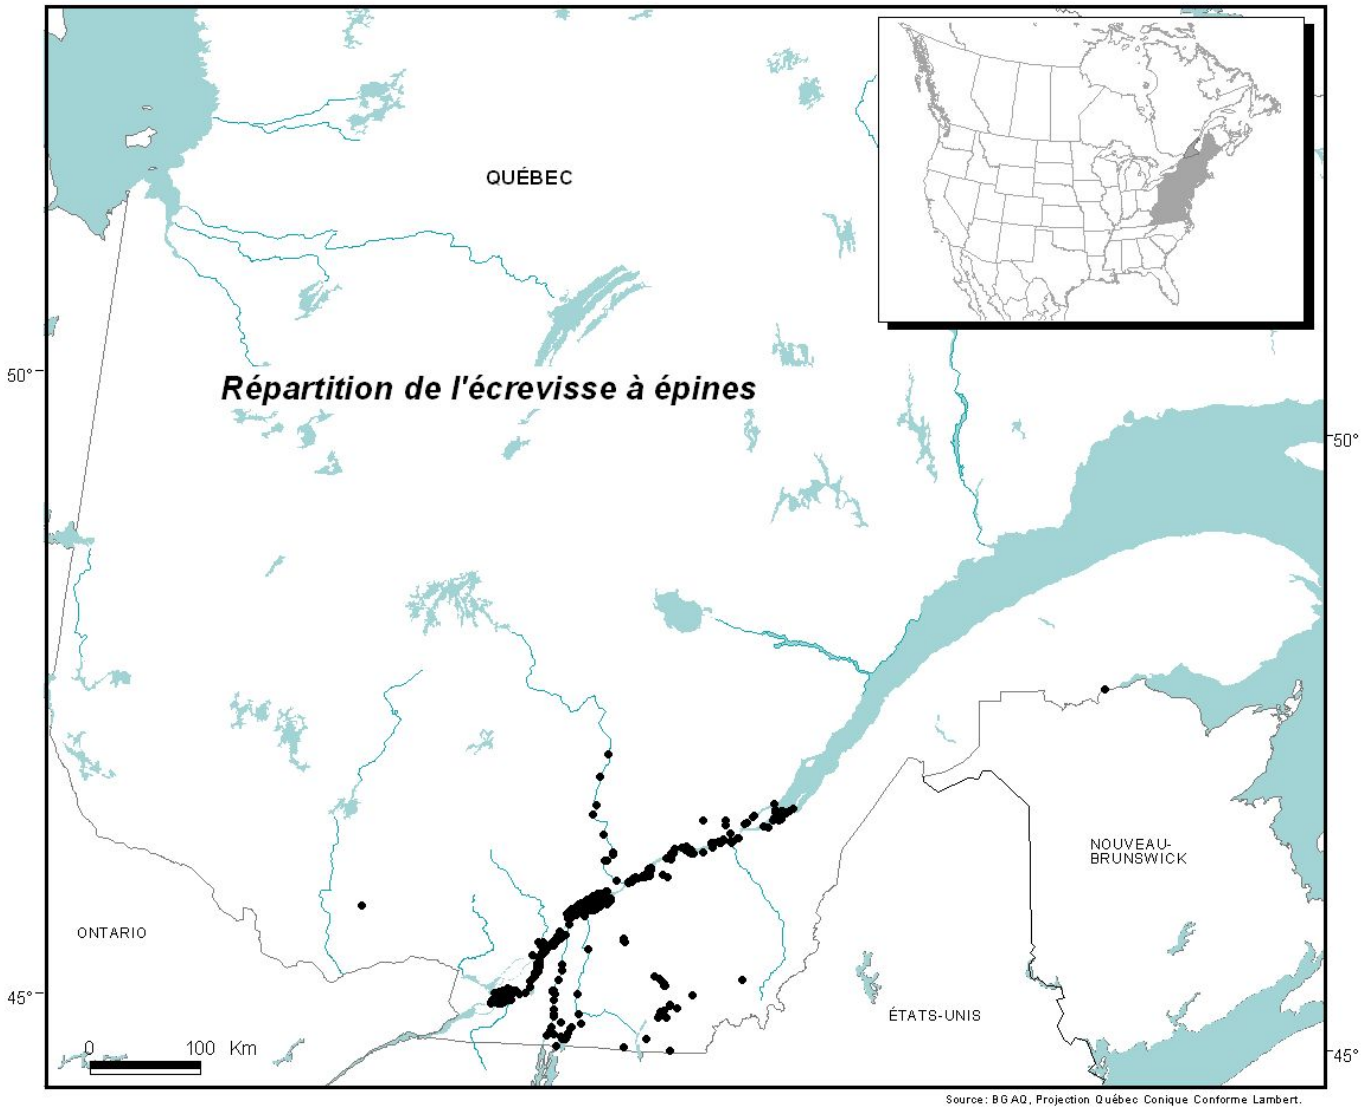 QUÉBEC
50°
Répartition de l'écrevisse à épines
50°
NOUVEAU-
BRUNSWICK
ONTARIO
45°
ÉTATS-UNIS
0 100 Km
45°
Source: BGAQ, Projection Québec Conique Conforme Lambert.